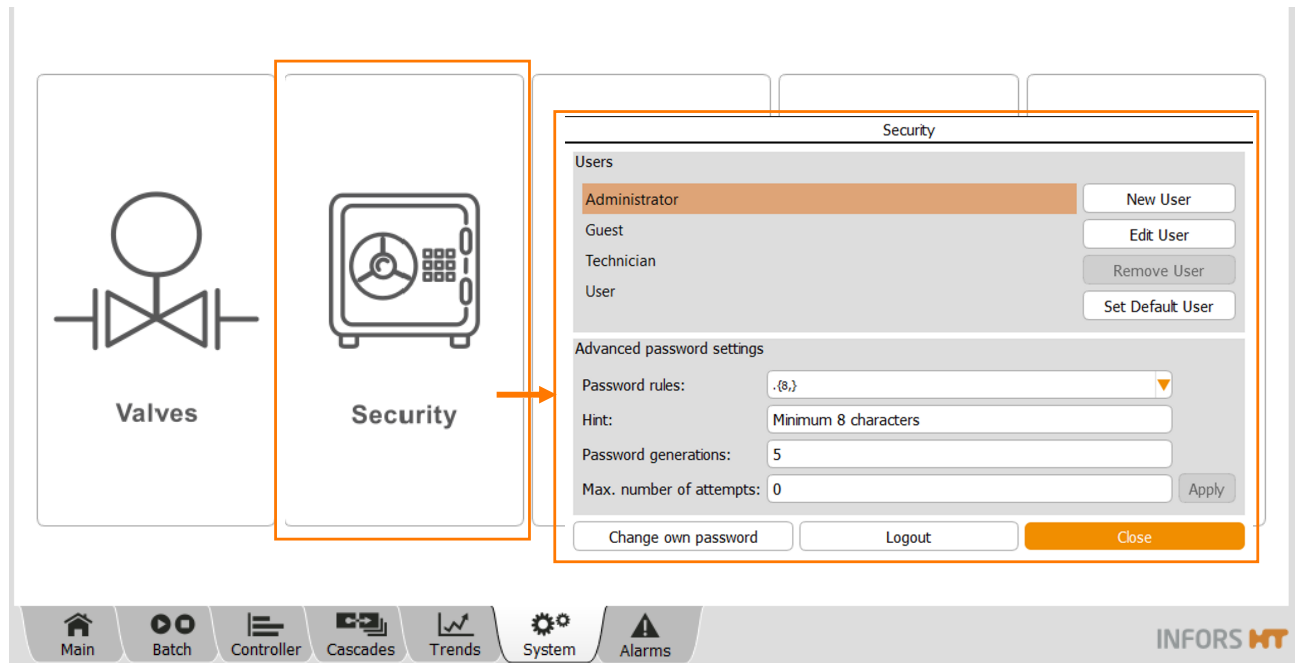 Valves
Security
Security
Users
Administrator
New User
Guest
Edit User
Technician
Remove User
User
Set Default User
Advanced password settings
Password rules: .{8,}
Hint: Minimum 8 characters
Password generations: 5
Max. number of attempts: 0 Apply
Change own password Logout Close
Main Batch Controller Cascades Trends System Alarms
INFORS HT